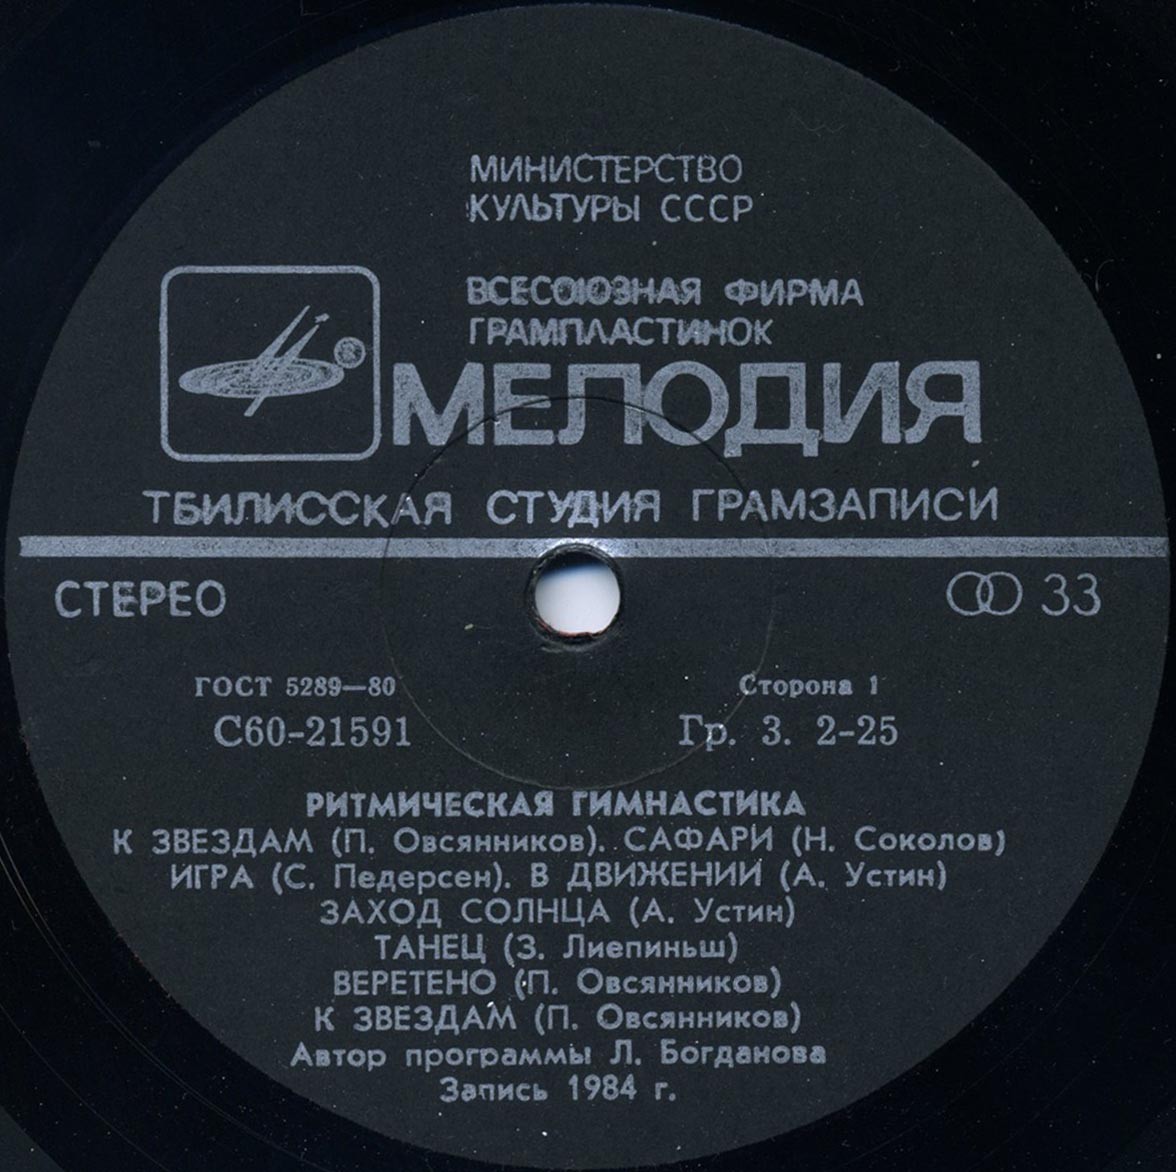 МИНИСТЕРСТВО
КУЛЬТУРЫ СССР
ВСЕСОЮЗНАЯ ФИРМА
ГРАМПЛАСТИНОК
МЕЛОДИЯ
ТБИЛИССКАЯ СТУДИЯ ГРАМЗАПИСИ
СТЕРЕО
33
ГОСТ 5289—80
Сторона 1
С60-21591
Гр. 3. 2-25
РИТМИЧЕСКАЯ ГИМНАСТИКА
К ЗВЕЗДАМ (П. Овсянников). САФАРИ (Н. Соколов)
ИГРА (С. Педерсен). В ДВИЖЕНИИ (А. Устин)
ЗАХОД СОЛНЦА (А. Устин)
ТАНЕЦ (З. Лиепиньш)
ВЕРЕТЕНО (П. Овсянников)
К ЗВЕЗДАМ (П. Овсянников)
Автор программы Л. Богданова
Запись 1984 г.